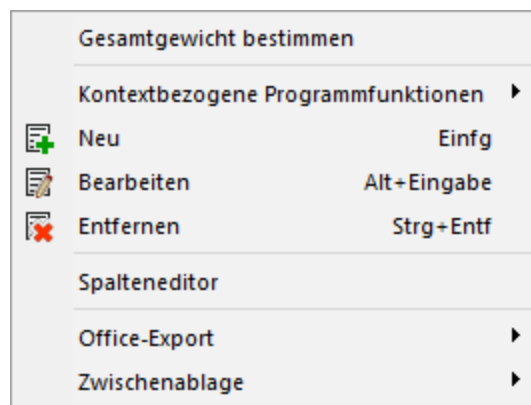 Gesamtgewicht bestimmen
Kontextbezogene Programmfunktionen
Neu Einfg
Bearbeiten Alt+Eingabe
Entfernen Strg+Entf
Spalteneditor
Office-Export
Zwischenablage